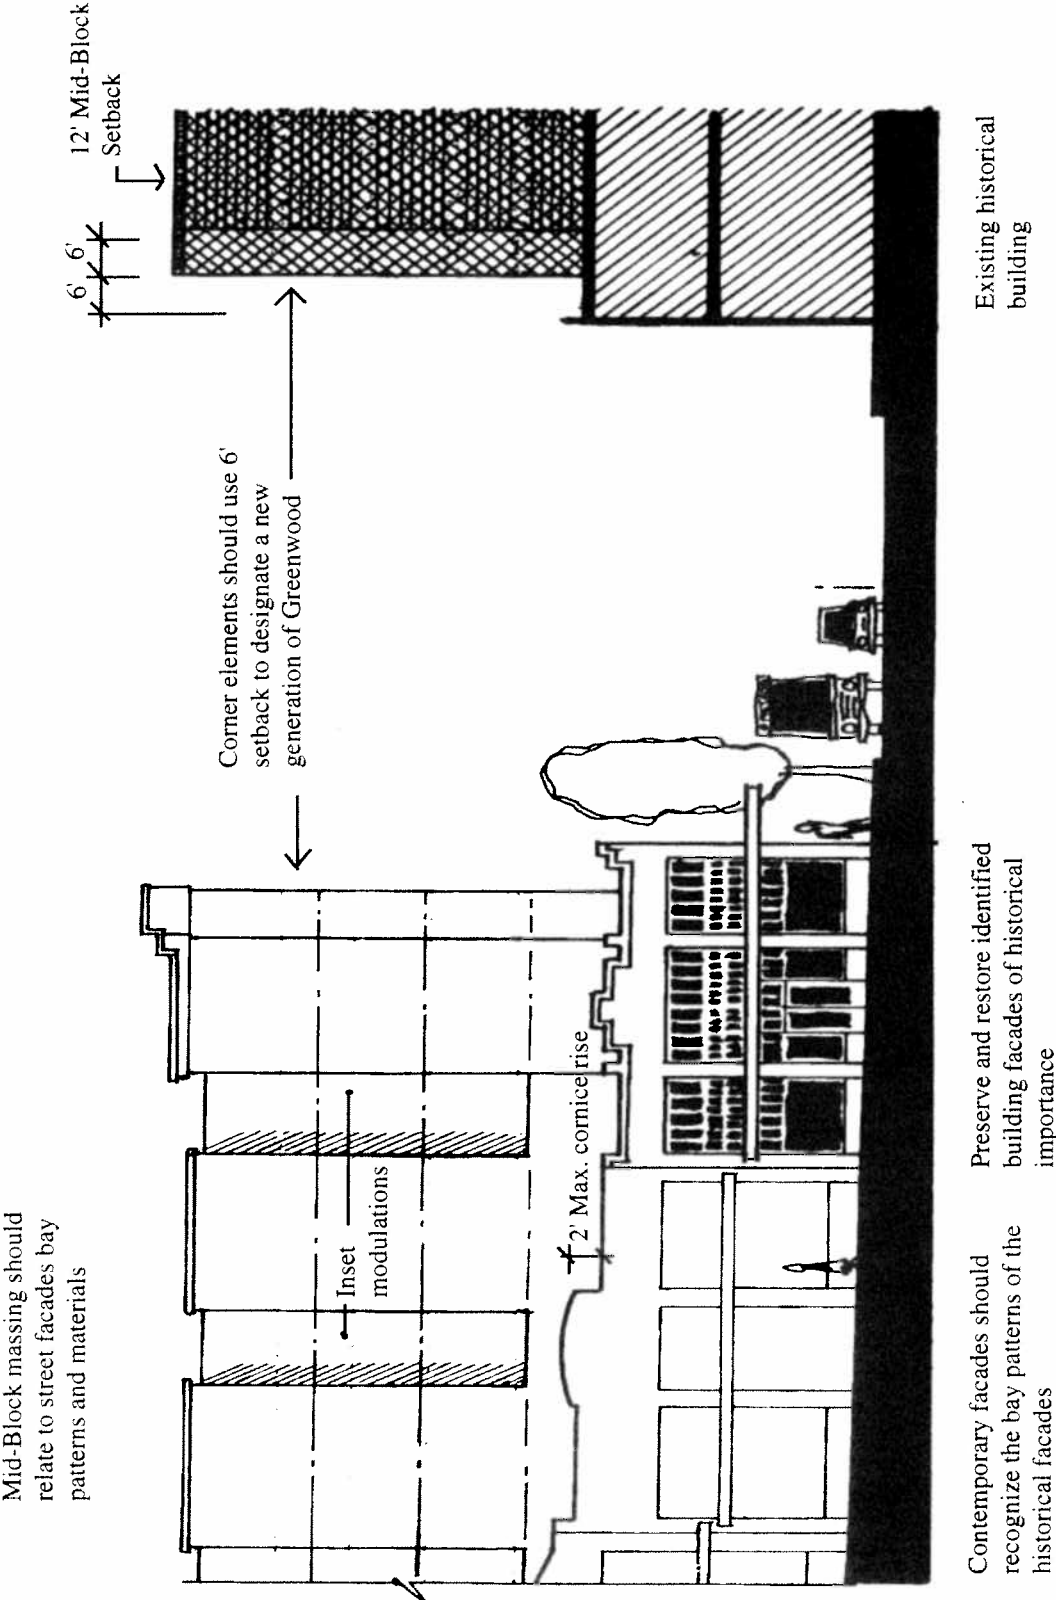 Mid-Block massing should
relate to street facades bay
patterns and materials
Corner elements should use 6'
setback to designate a new
generation of Greenwood
12' Mid-Block
Setback
6'
6'
Inset
modulations
2' Max. cornice rise
Contemporary facades should
recognize the bay patterns of the
historical facades
Preserve and restore identified
building facades of historical
importance
Existing historical
building